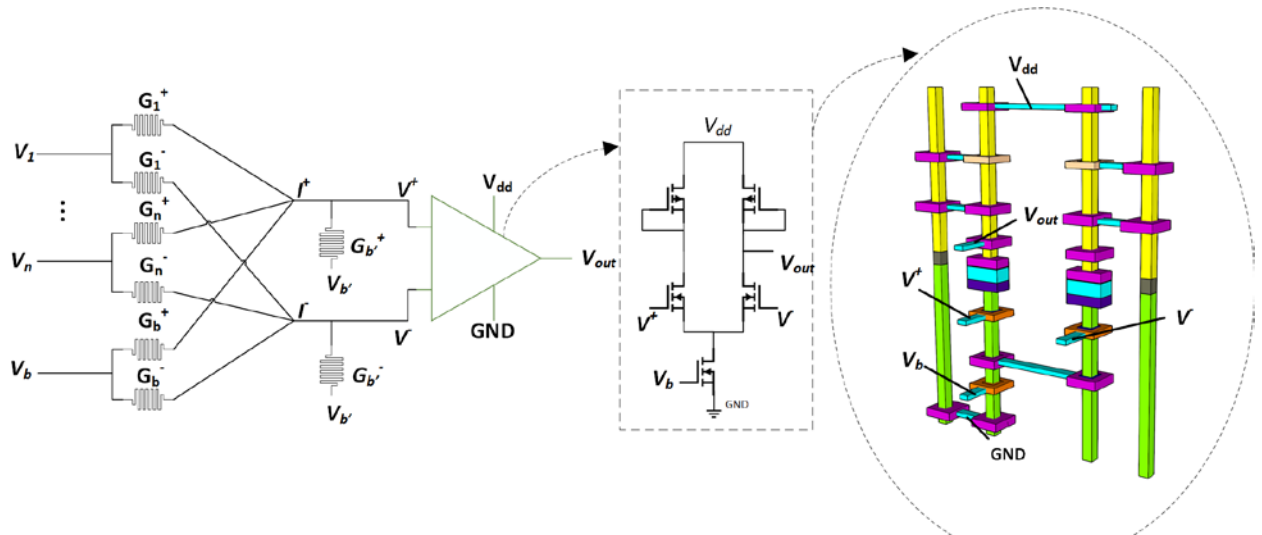 G1+
V1
G1-
⋮
Gn+
Vn
Gn-
Gb+
Vb
Gb-
I+
I-
Gb'+
Vb'
Gb'-
Vb'
V+
V-
Vdd
GND
Vout
Vdd
V+
Vout
V-
Vb
GND
Vdd
Vout
V+
V-
Vb
GND